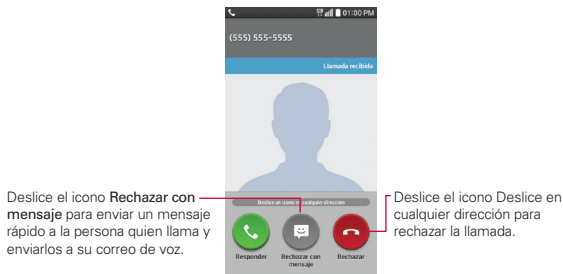 01:00 PM
(555) 555-5555
Llamada recibida
Deslice un icono en cualquier dirección
Responder
Rechazar con
mensaje
Rechazar
Deslice el icono Rechazar con
mensaje para enviar un mensaje
rápido a la persona quien llama y
enviarlos a su correo de voz.
Deslice el icono Deslice en
cualquier dirección para
rechazar la llamada.